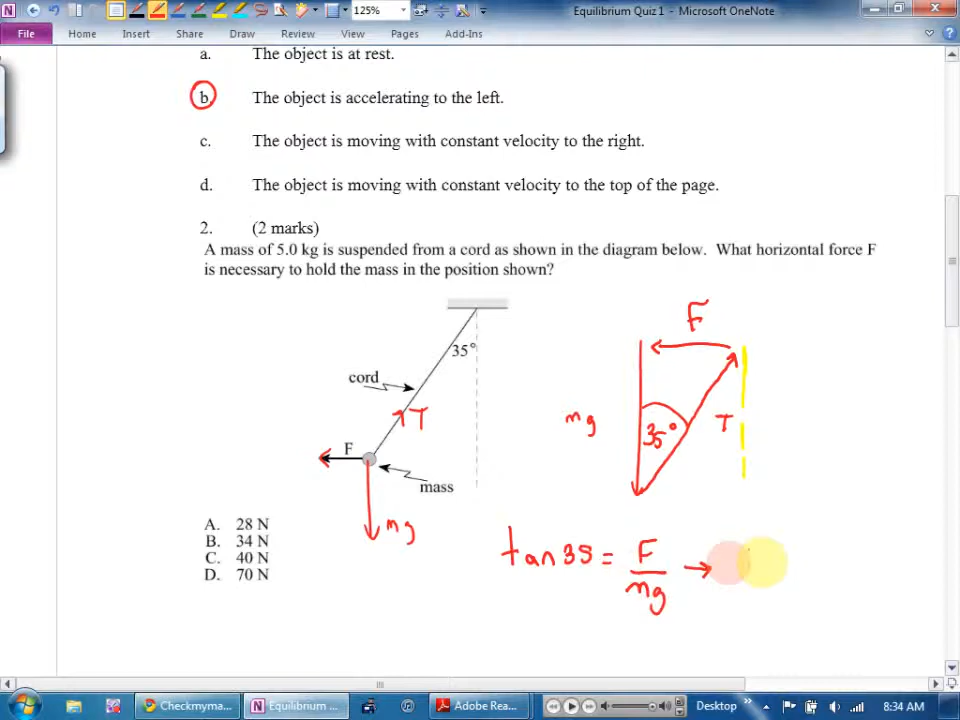 125%
Equilibrium Quiz 1 - Microsoft OneNote
File Home Insert Share Draw Review View Pages Add-Ins
a. The object is at rest.
b. The object is accelerating to the left.
c. The object is moving with constant velocity to the right.
d. The object is moving with constant velocity to the top of the page.
2. (2 marks)
A mass of 5.0 kg is suspended from a cord as shown in the diagram below. What horizontal force F
is necessary to hold the mass in the position shown?
F
35°
cord
T
mg
35°
T
F
mass
mg
A. 28 N
B. 34 N
C. 40 N
D. 70 N
tan 35 = F / mg →
Checkmyma...
Equilibrium ...
Adobe Rea...
Desktop
8:34 AM